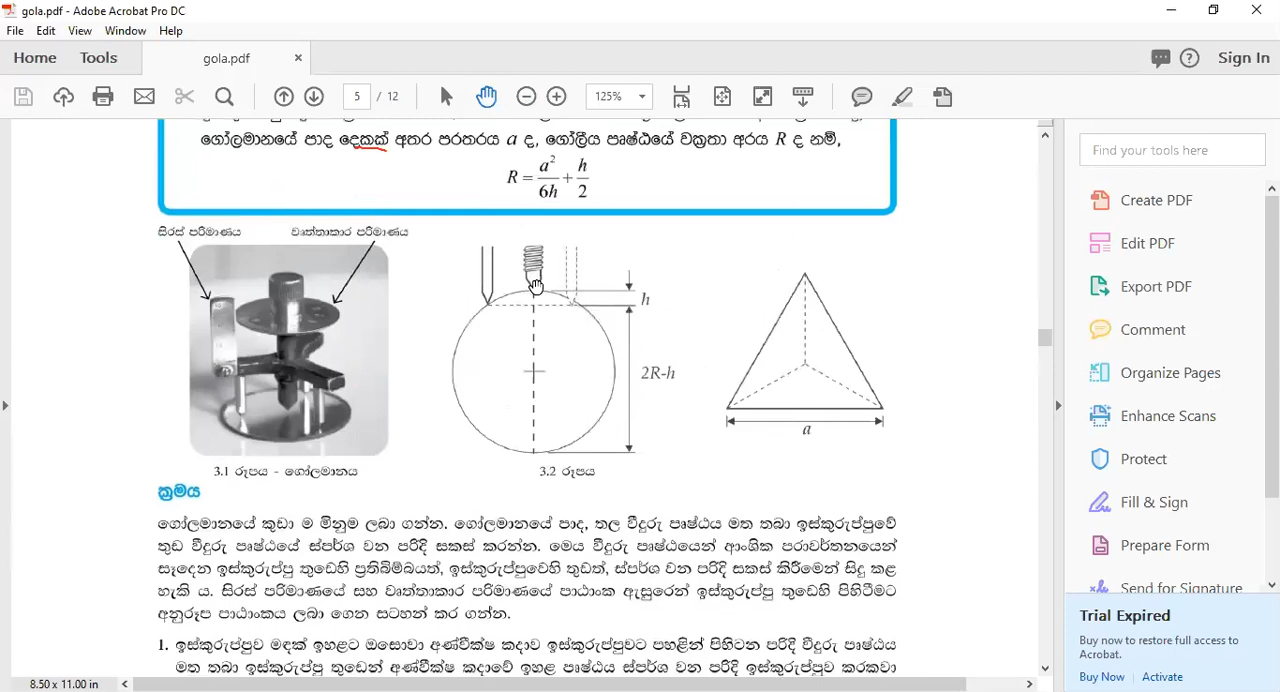 gola.pdf - Adobe Acrobat Pro DC
File Edit View Window Help
Home Tools gola.pdf × Sign In
5 / 12 125%
ගෝලමානයේ පාද දෙකක් අතර පරතරය a ද, ගෝලීය පෘෂ්ඨයේ වක්‍රතා අරය R ද නම්,
R = a²/6h + h/2
සිරස් පරිමාණය වෘත්තාකාර පරිමාණය
h
2R-h
a
3.1 රූපය - ගෝලමානය 3.2 රූපය
ක්‍රමය
ගෝලමානයේ කුඩා ම මිනුම ලබා ගන්න. ගෝලමානයේ පාද, තල වීදුරු පෘෂ්ඨය මත තබා ඉස්කුරුප්පුවේ
තුඩ වීදුරු පෘෂ්ඨයේ ස්පර්ශ වන පරිදි සකස් කරන්න. මෙය වීදුරු පෘෂ්ඨයෙන් ආංශික පරාවර්තනයෙන්
සෑදෙන ඉස්කුරුප්පු තුඩෙහි ප්‍රතිබිම්බයත්, ඉස්කුරුප්පුවෙහි තුඩත්, ස්පර්ශ වන පරිදි සකස් කිරීමෙන් සිදු කළ
හැකි ය. සිරස් පරිමාණයේ සහ වෘත්තාකාර පරිමාණයේ පාඨාංක ඇසුරෙන් ඉස්කුරුප්පු තුඩෙහි පිහිටීමට
අනුරූප පාඨාංකය ලබා ගෙන සටහන් කර ගන්න.
1. ඉස්කුරුප්පුව මඳක් ඉහළට ඔසොවා අණ්වීක්ෂ කදාව ඉස්කුරුප්පුවට පහළින් පිහිටන පරිදි වීදුරු පෘෂ්ඨය
මත තබා ඉස්කුරුප්පු තුඩෙන් අණ්වීක්ෂ කදාවේ ඉහළ පෘෂ්ඨය ස්පර්ශ වන පරිදි ඉස්කුරුප්පුව කරකවා
8.50 x 11.00 in
Find your tools here
Create PDF
Edit PDF
Export PDF
Comment
Organize Pages
Enhance Scans
Protect
Fill & Sign
Prepare Form
Send for Signature
Trial Expired
Buy now to restore full access to
Acrobat.
Buy Now Activate